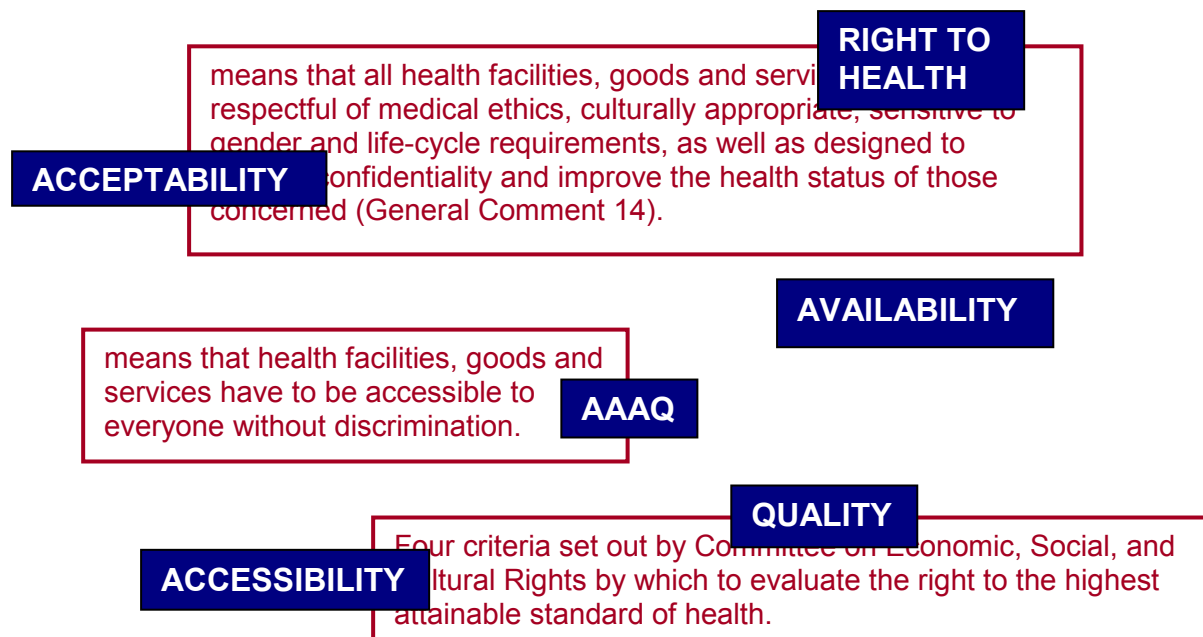 RIGHT TO
HEALTH
means that all health facilities, goods and servi
respectful of medical ethics, culturally appropriate, sensitive to
gender and life-cycle requirements, as well as designed to
ACCEPTABILITY
confidentiality and improve the health status of those
concerned (General Comment 14).
AVAILABILITY
means that health facilities, goods and
services have to be accessible to
everyone without discrimination.
AAAQ
QUALITY
Four criteria set out by Committee on Economic, Social, and
ACCESSIBILITY
ltural Rights by which to evaluate the right to the highest
attainable standard of health.